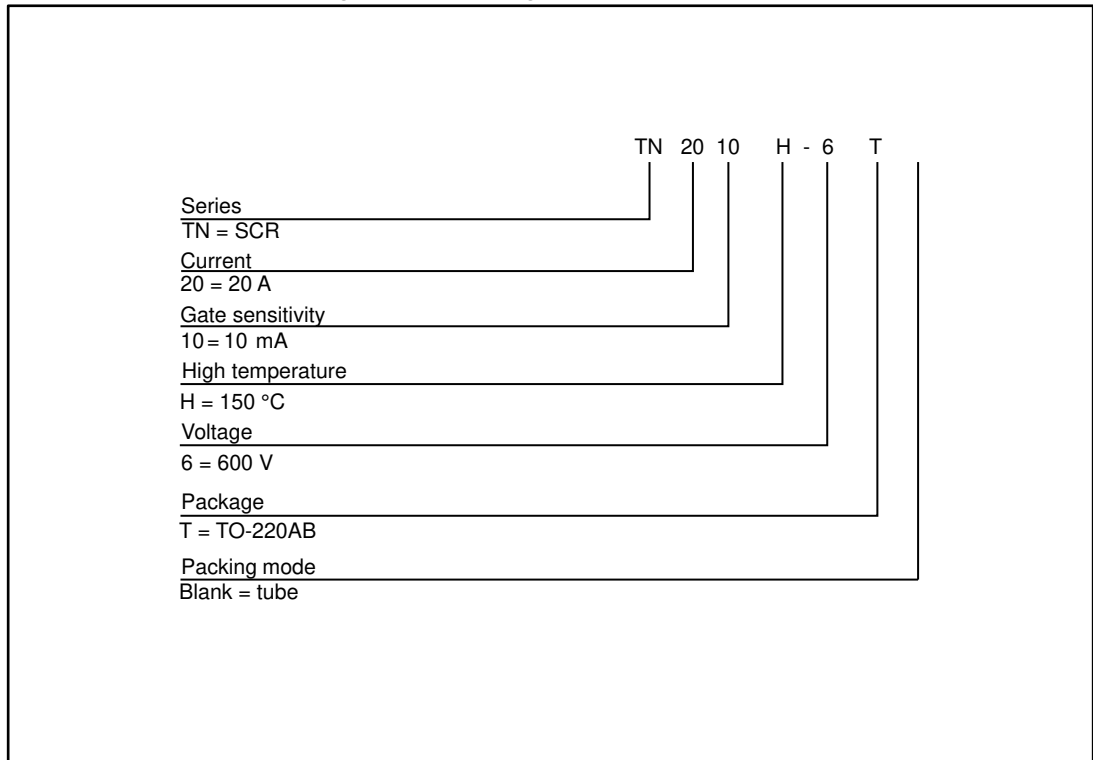 TN 20 10 H - 6 T
Series
TN = SCR
Current
20 = 20 A
Gate sensitivity
10 = 10 mA
High temperature
H = 150 °C
Voltage
6 = 600 V
Package
T = TO-220AB
Packing mode
Blank = tube